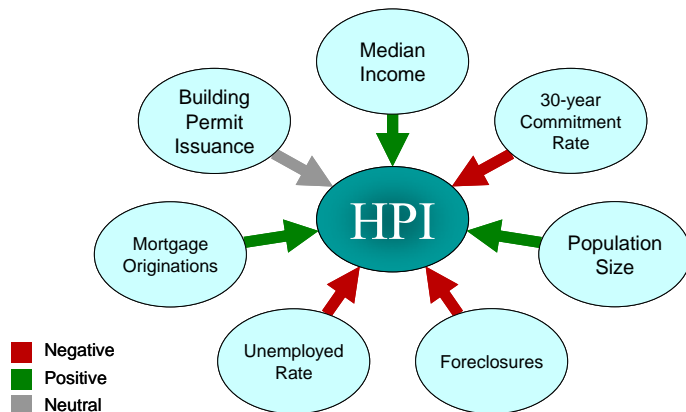 Median
Income
Building
Permit
Issuance
30-year
Commitment
Rate
HPI
Mortgage
Originations
Population
Size
Unemployed
Rate
Foreclosures
Negative
Positive
Neutral